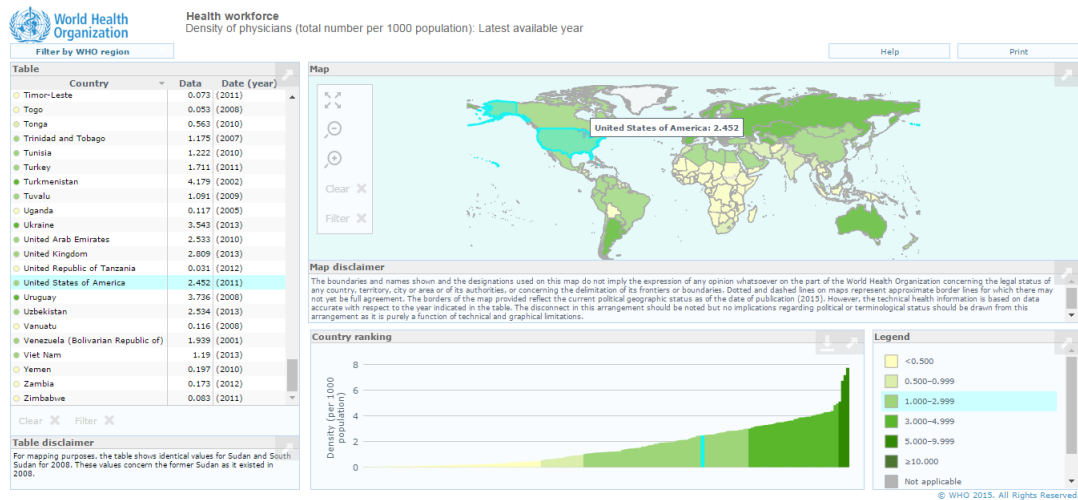 World Health
Organization
Health workforce
Density of physicians (total number per 1000 population): Latest available year
Filter by WHO region
Help
Print
Table
Country Data Date (year)
Timor-Leste 0.073 (2011)
Togo 0.053 (2008)
Tonga 0.563 (2010)
Trinidad and Tobago 1.175 (2007)
Tunisia 1.222 (2010)
Turkey 1.711 (2011)
Turkmenistan 4.179 (2002)
Tuvalu 1.091 (2009)
Uganda 0.117 (2005)
Ukraine 3.543 (2013)
United Arab Emirates 2.533 (2010)
United Kingdom 2.809 (2013)
United Republic of Tanzania 0.031 (2012)
United States of America 2.452 (2011)
Uruguay 3.736 (2008)
Uzbekistan 2.534 (2013)
Vanuatu 0.116 (2008)
Venezuela (Bolivarian Republic of) 1.939 (2001)
Viet Nam 1.19 (2013)
Yemen 0.197 (2010)
Zambia 0.173 (2012)
Zimbabwe 0.083 (2011)
Clear Filter
Table disclaimer
For mapping purposes, the table shows identical values for Sudan and South
Sudan for 2008. These values concern the former Sudan as it existed in
2008.
Map
Clear
Filter
United States of America: 2.452
Map disclaimer
The boundaries and names shown and the designations used on this map do not imply the expression of any opinion whatsoever on the part of the World Health Organization concerning the legal status of
any country, territory, city or area or of its authorities, or concerning the delimitation of its frontiers or boundaries. Dotted and dashed lines on maps represent approximate border lines for which there may
not yet be full agreement. The borders of the map provided reflect the current political geographic status as of the date of publication (2015). However, the technical health information is based on data
accurate with respect to the year indicated in the table. The disconnect in this arrangement should be noted but no implications regarding political or terminological status should be drawn from this
arrangement as it is purely a function of technical and graphical limitations.
Country ranking
Density (per 1000
population)
8
6
4
2
0
Legend
<0.500
0.500–0.999
1.000–2.999
3.000–4.999
5.000–9.999
≥10.000
Not applicable
© WHO 2015. All Rights Reserved.